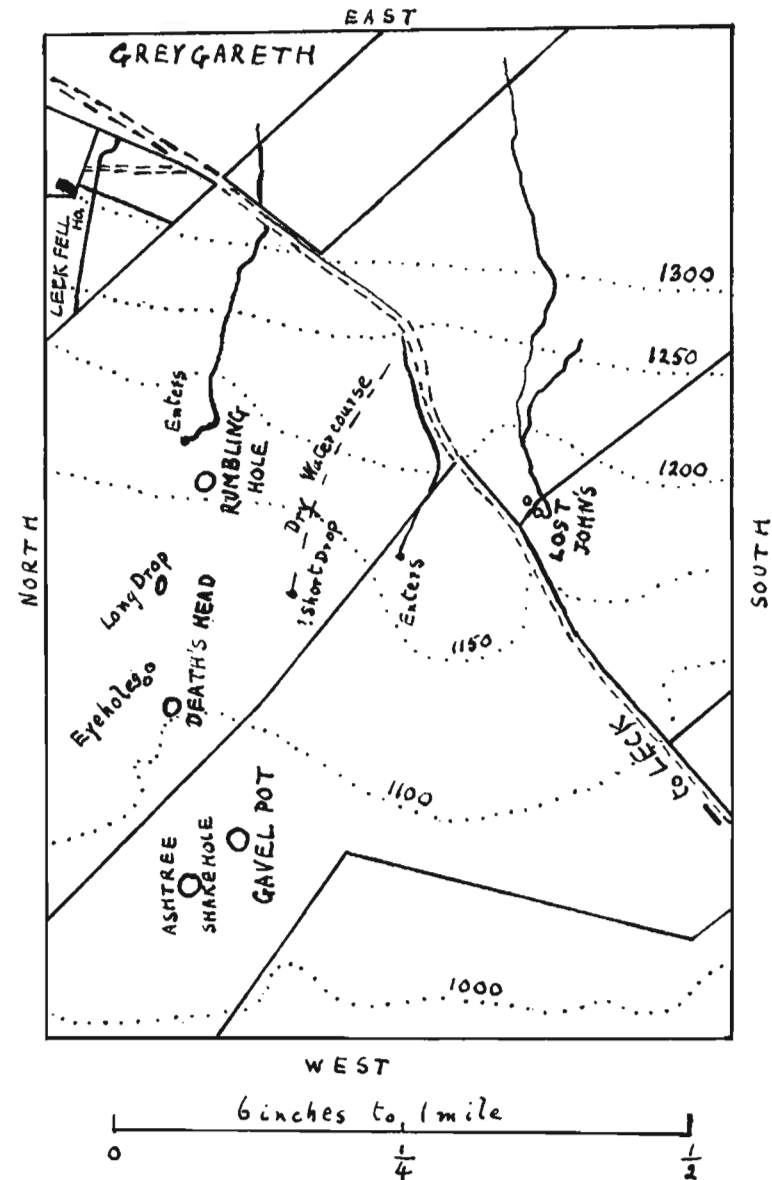 EAST
GREYGARETH
LECK FELL
HO.
1300
1250
1200
Enters
RUMBLING
HOLE
Dry Watercourse
LOST
JOHN'S
NORTH
SOUTH
Long Drop
! Short Drop
Enters
1150
DEATH'S HEAD
Eyeholes
to LECK
1100
ASHTREE
SHAKEHOLE
GAVEL POT
1000
WEST
6 inches to 1 mile
0
1/4
1/2